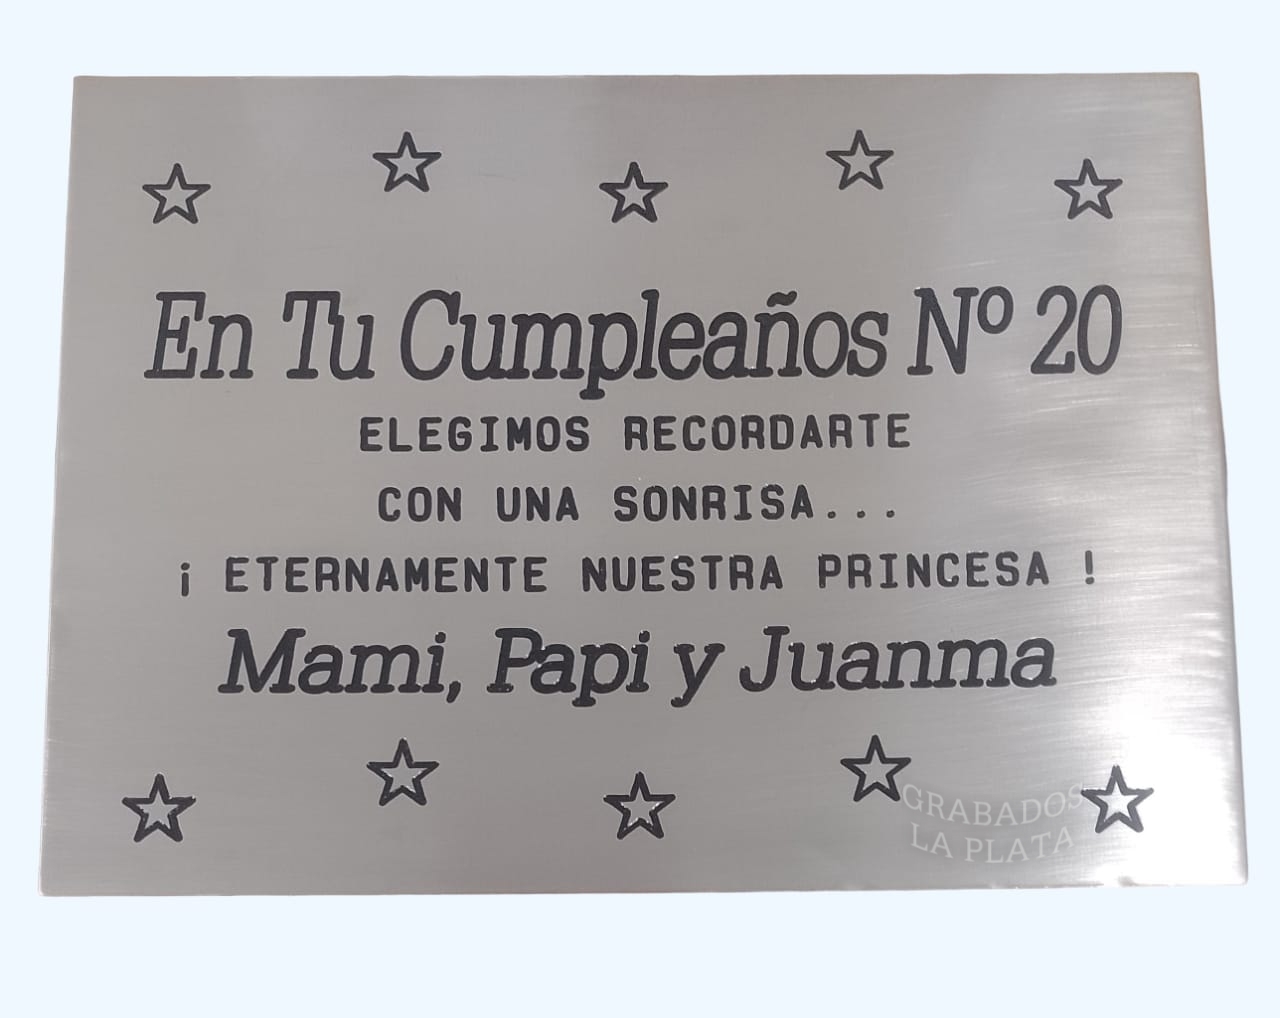 En Tu Cumpleaños Nº 20
ELEGIMOS RECORDARTE
CON UNA SONRISA...
¡ ETERNAMENTE NUESTRA PRINCESA !
Mami, Papi y Juanma
GRABADOS
LA PLATA